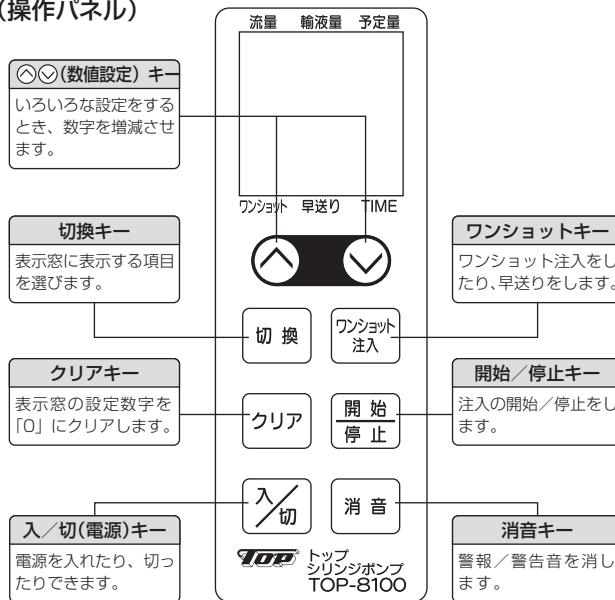 (操作パネル)
流量 輸液量 予定量
(数値設定) キー
いろいろな設定をする
とき、数字を増減させ
ます。
ワンショット 早送り TIME
切換キー
表示窓に表示する項目
を選びます。
ワンショットキー
ワンショット注入をし
たり、早送りをします。
切換
ワンショット
注入
クリアキー
表示窓の設定数字を
「0」にクリアします。
開始/停止キー
注入の開始/停止をし
ます。
クリア
開始
停止
入/切
消音
入/切(電源)キー
電源を入れたり、切っ
たりできます。
消音キー
警報/警告音を消し
ます。
TOP トップ
シリンジポンプ
TOP-8100